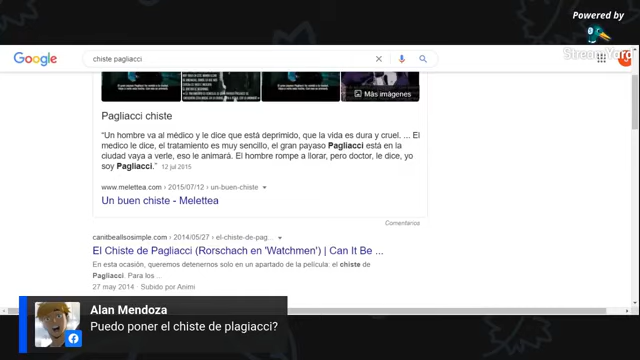 Powered by
StreamYard
Google
chiste pagliacci
Más imágenes
Pagliacci chiste
“Un hombre va al médico y le dice que está deprimido, que la vida es dura y cruel. ... El
medico le dice, el tratamiento es muy sencillo, el gran payaso Pagliacci está en la
ciudad vaya a verle, eso le animará. El hombre rompe a llorar, pero doctor, le dice, yo
soy Pagliacci.” 12 jul 2015
www.melettea.com › 2015/07/12 › un-buen-chiste
Un buen chiste - Melettea
Comentarios
canitbeallsosimple.com › 2014/05/27 › el-chiste-de-pag...
El Chiste de Pagliacci (Rorschach en 'Watchmen') | Can It Be ...
En esta ocasión, queremos detenernos solo en un apartado de la película: el chiste de
Pagliacci. Para los ...
27 may 2014 · Subido por Animi
Alan Mendoza
Puedo poner el chiste de plagiacci?